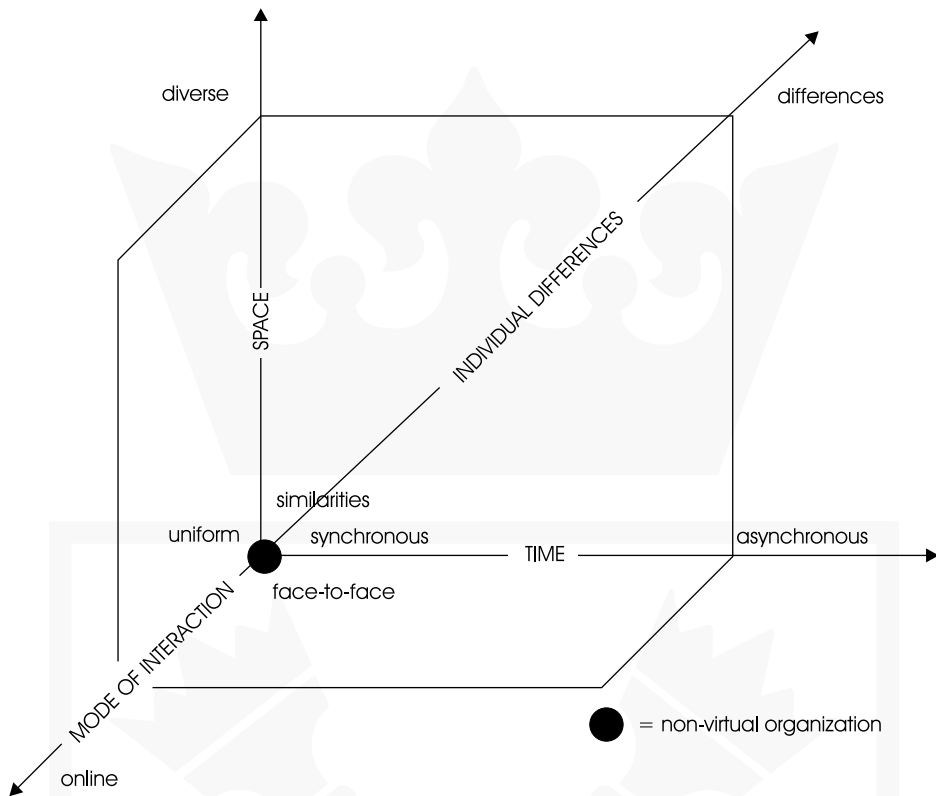 diverse
differences
INDIVIDUAL DIFFERENCES
SPACE
similarities
uniform
synchronous
TIME
asynchronous
face-to-face
MODE OF INTERACTION
= non-virtual organization
online